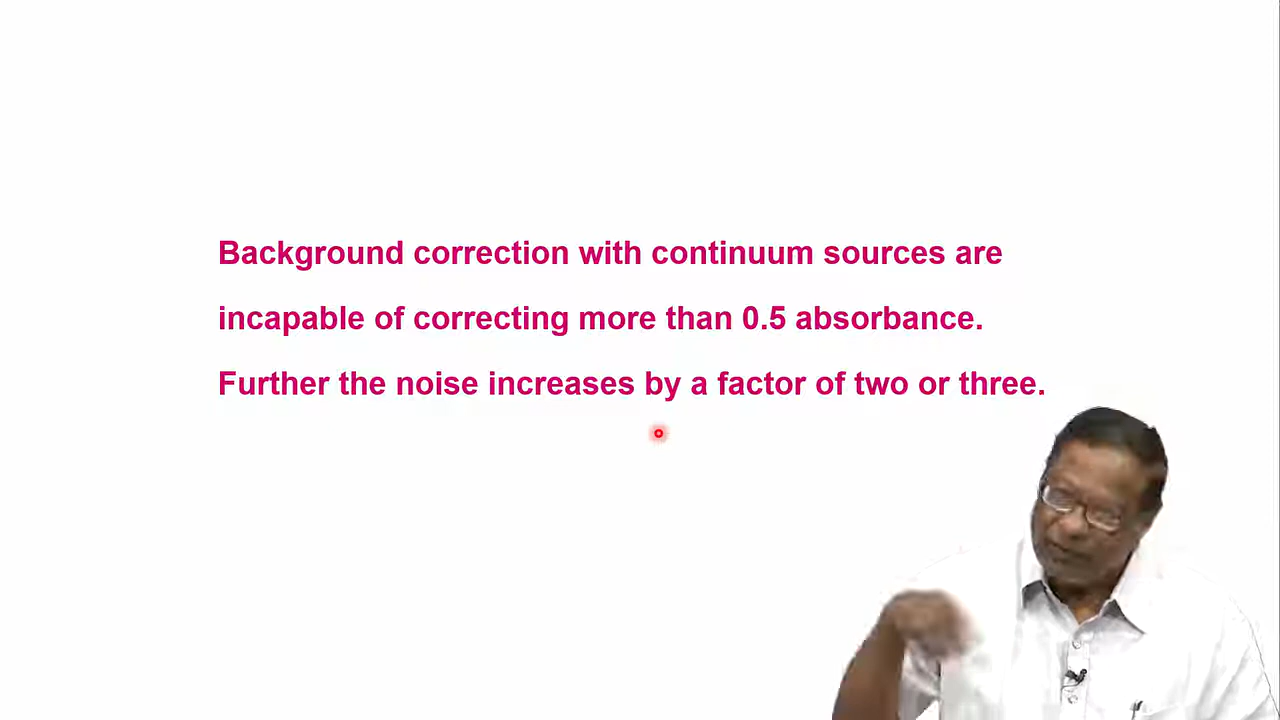 Background correction with continuum sources are
incapable of correcting more than 0.5 absorbance.
Further the noise increases by a factor of two or three.